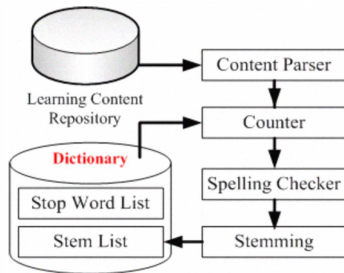 Content Parser
Learning Content
Repository
Counter
Dictionary
Spelling Checker
Stop Word List
Stem List
Stemming